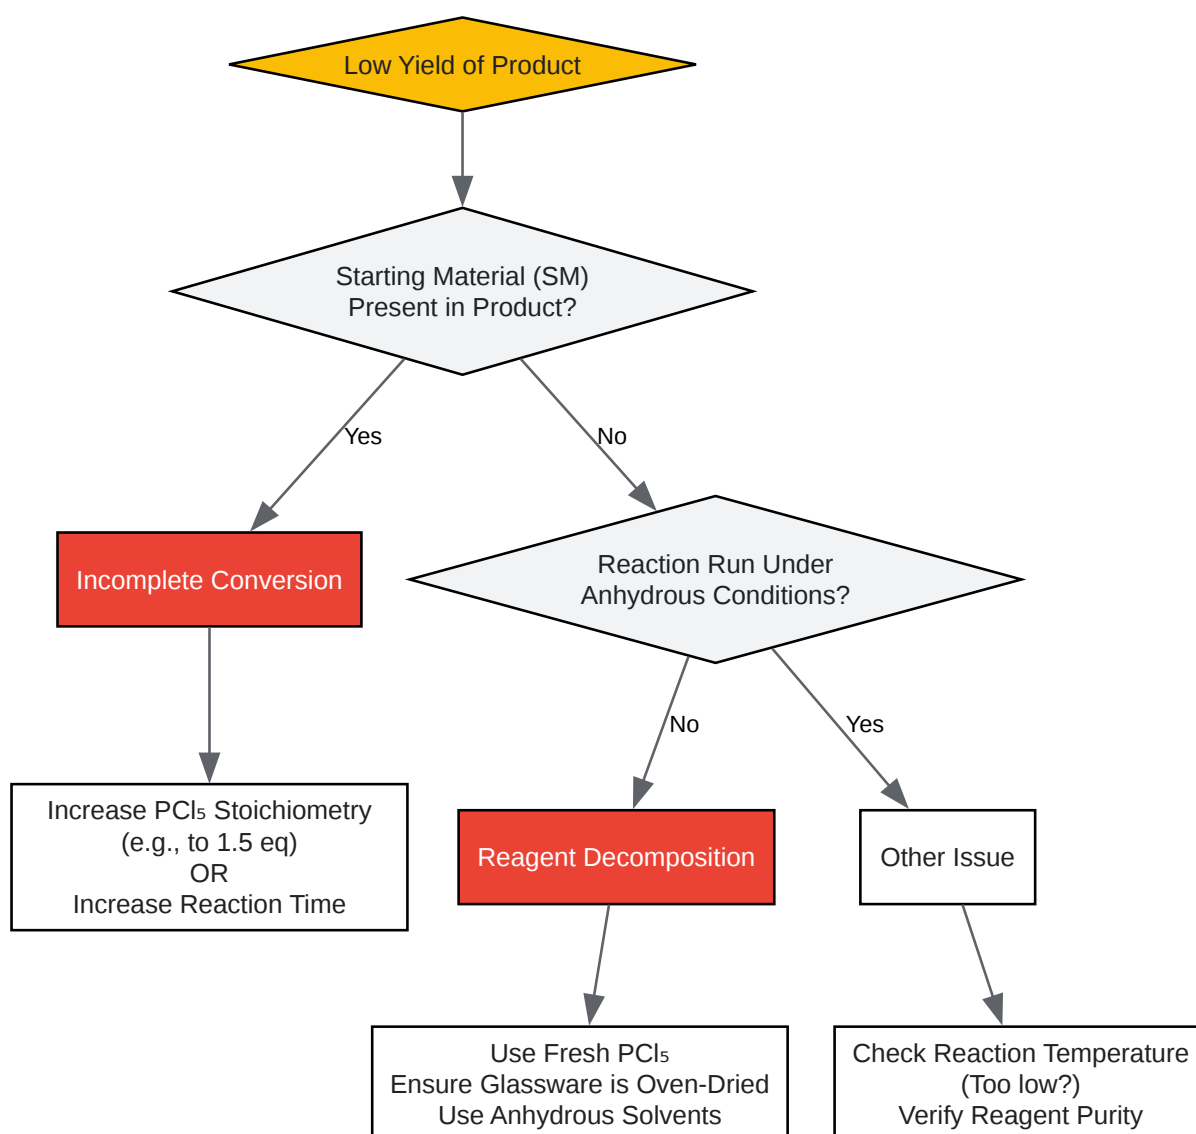 Low Yield of Product
Starting Material (SM)
Present in Product?
Yes
No
Incomplete Conversion
Reaction Run Under
Anhydrous Conditions?
No
Yes
Increase PCl₅ Stoichiometry
(e.g., to 1.5 eq)
OR
Increase Reaction Time
Reagent Decomposition
Other Issue
Use Fresh PCl₅
Ensure Glassware is Oven-Dried
Use Anhydrous Solvents
Check Reaction Temperature
(Too low?)
Verify Reagent Purity